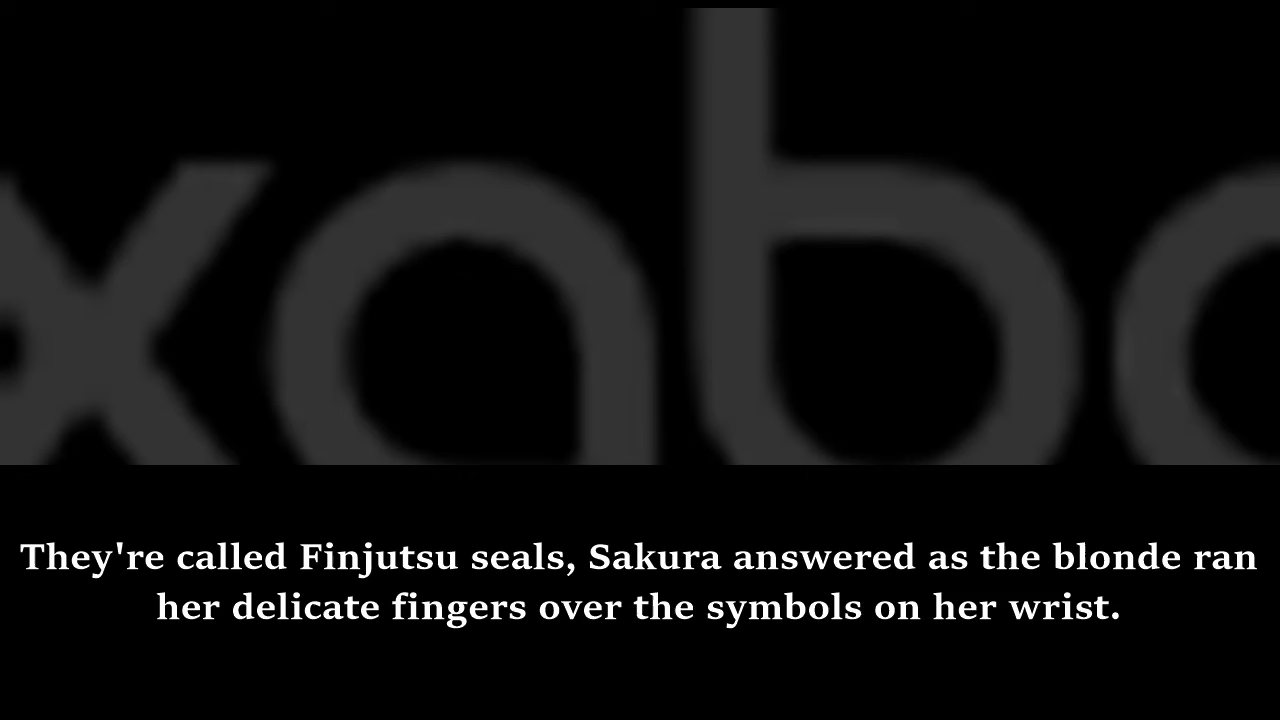 xabc
They're called Finjutsu seals, Sakura answered as the blonde ran
her delicate fingers over the symbols on her wrist.